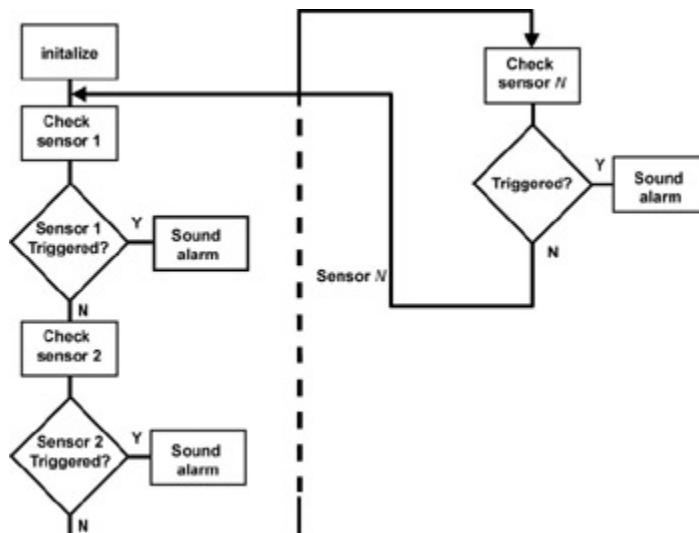 initalize
Check
sensor 1
Sensor 1
Triggered?
Y
Sound
alarm
N
Check
sensor 2
Sensor 2
Triggered?
Y
Sound
alarm
N
Check
sensor N
Triggered?
Y
Sound
alarm
N
Sensor N